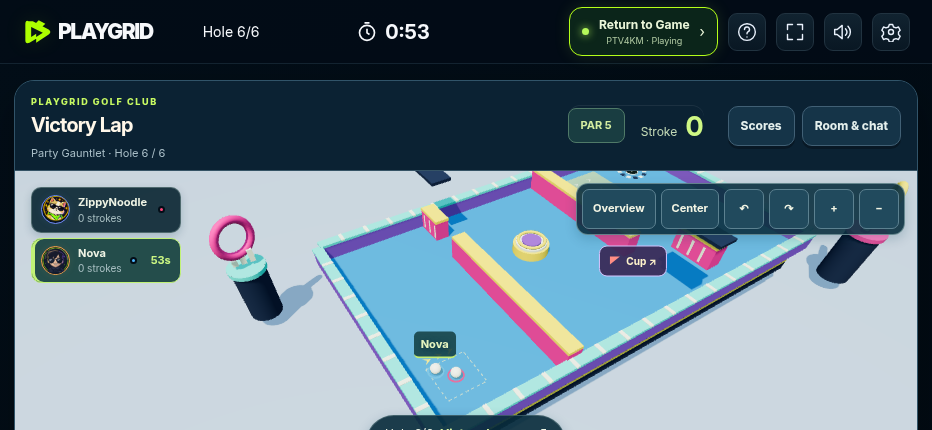 PLAYGRID
Hole 6/6
0:53
Return to Game
PTV4KM · Playing
PLAYGRID GOLF CLUB
Victory Lap
Party Gauntlet · Hole 6 / 6
PAR 5
Stroke 0
Scores
Room & chat
ZippyNoodle
0 strokes
Nova
0 strokes
53s
Overview
Center
↶
↷
+
−
Cup ↗
Nova